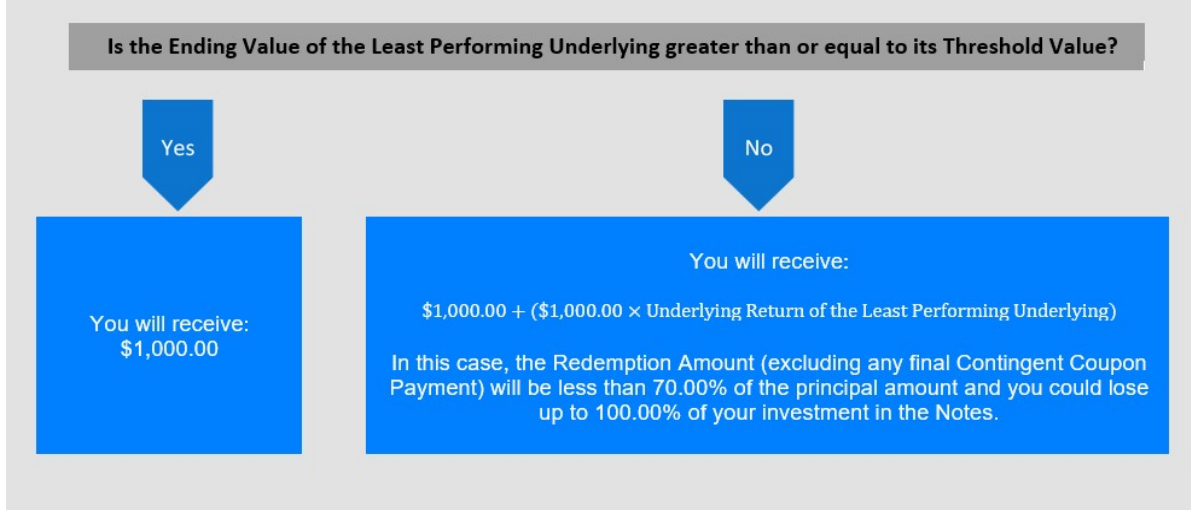 Is the Ending Value of the Least Performing Underlying greater than or equal to its Threshold Value?
Yes
No
You will receive:
$1,000.00
You will receive:
$1,000.00 + ($1,000.00 × Underlying Return of the Least Performing Underlying)
In this case, the Redemption Amount (excluding any final Contingent Coupon
Payment) will be less than 70.00% of the principal amount and you could lose
up to 100.00% of your investment in the Notes.